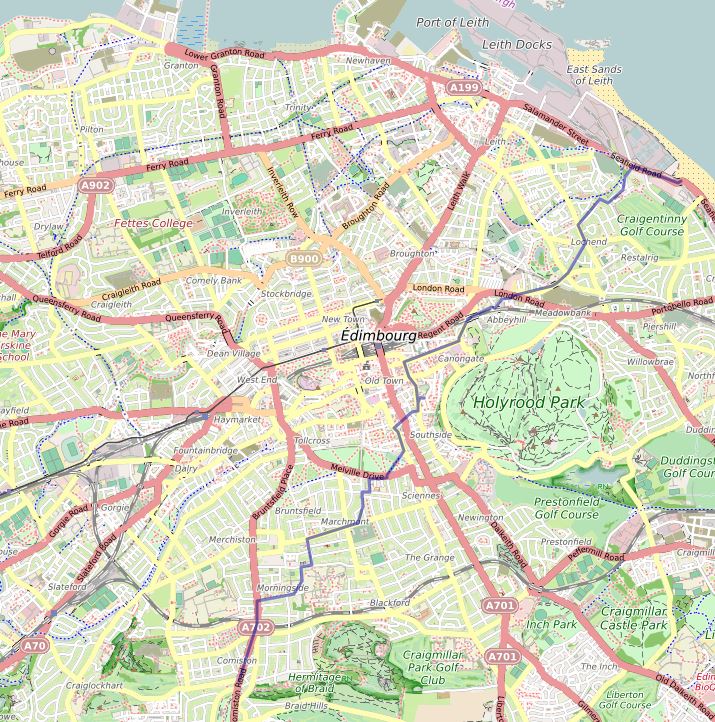 Port of Leith
Leith Docks
Lower Granton Road
Newhaven
Granton
East Sands
of Leith
A199
Granton Road
Trinity
Salamander Street
Pilton
Ferry Road
Leith
Ferry Road
Seafield Road
Ferry Road
A902
Inverleith Row
Leith Walk
Fettes College
Inverleith
Broughton Road
Craigentinny
Golf Course
Drylaw
Telford Road
Lochend
Broughton
Restalrig
B900
Comely Bank
Craigleith Road
Stockbridge
London Road
London Road
Queensferry Road
Craigleith
Portobello Road
Meadowbank
Queensferry Road
New Town
Abbeyhill
Piershill
Édimbourg
Regent Road
Dean Village
Canongate
Willowbrae
West End
Old Town
Holyrood Park
Haymarket
Southside
Tollcross
Fountainbridge
Dalry
Melville Drive
Sciennes
RN
Bruntsfield Place
Prestonfield
Golf Course
Gorgie
Bruntsfield
Gorgie Road
Marchmont
Newington
Merchiston
Dalkeith Road
Prestonfield
Slateford Road
The Grange
Peffermill Road
Slateford
Morningside
Blackford
A701
Craigmillar
Castle Park
A702
Inch Park
A70
Comiston
Craigmillar
Park Golf
Club
A701
The Inch
Hermitage
of Braid
Craiglockhart
Old Dalkeith Road
Braid Hills
Liberton
Golf Course